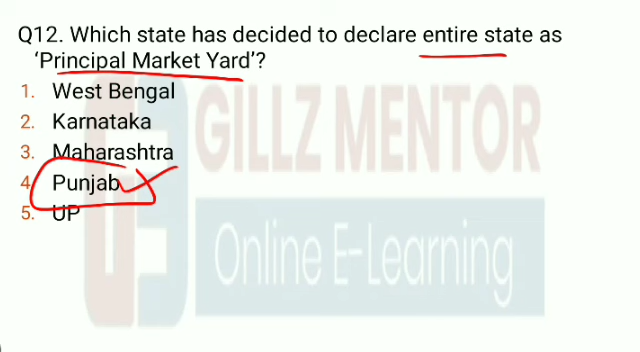 Q12. Which state has decided to declare entire state as
‘Principal Market Yard’?
1. West Bengal
2. Karnataka
3. Maharashtra
4. Punjab
5. UP
GILLZ MENTOR
Online E-Learning